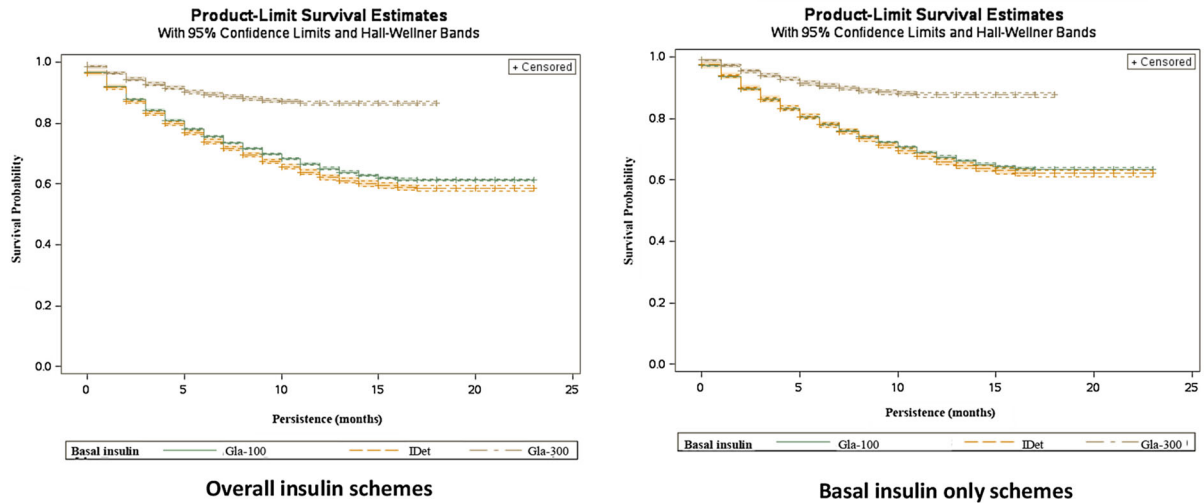 Product-Limit Survival Estimates
With 95% Confidence Limits and Hall-Wellner Bands
+ Censored
1.0
0.8
0.6
0.4
0.2
0.0
Survival Probability
0 5 10 15 20 25
Persistence (months)
Basal insulin Gla-100 IDet Gla-300
Overall insulin schemes
Product-Limit Survival Estimates
With 95% Confidence Limits and Hall-Wellner Bands
+ Censored
1.0
0.8
0.6
0.4
0.2
0.0
Survival Probability
0 5 10 15 20 25
Persistence (months)
Basal insulin Gla-100 IDet Gla-300
Basal insulin only schemes